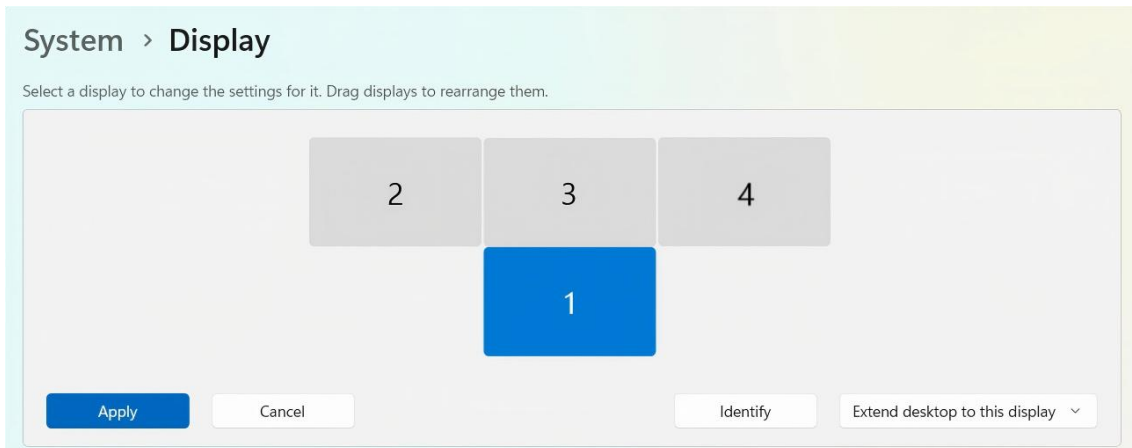 System > Display
Select a display to change the settings for it. Drag displays to rearrange them.
2 3 4
1
Apply Cancel Identify Extend desktop to this display